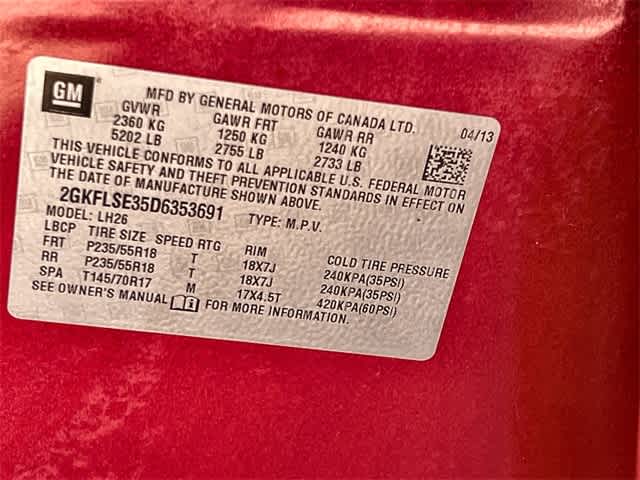 GM
MFD BY GENERAL MOTORS OF CANADA LTD. 04/13
GVWR GAWR FRT GAWR RR
2360 KG 1250 KG 1240 KG
5202 LB 2755 LB 2733 LB
THIS VEHICLE CONFORMS TO ALL APPLICABLE U.S. FEDERAL MOTOR
VEHICLE SAFETY AND THEFT PREVENTION STANDARDS IN EFFECT ON
THE DATE OF MANUFACTURE SHOWN ABOVE.
2GKFLSE35D6353691 TYPE: M.P.V.
MODEL: LH26
LBCP TIRE SIZE SPEED RTG RIM COLD TIRE PRESSURE
FRT P235/55R18 T 18X7J 240KPA(35PSI)
RR P235/55R18 T 18X7J 240KPA(35PSI)
SPA T145/70R17 M 17X4.5T 420KPA(60PSI)
SEE OWNER'S MANUAL FOR MORE INFORMATION.